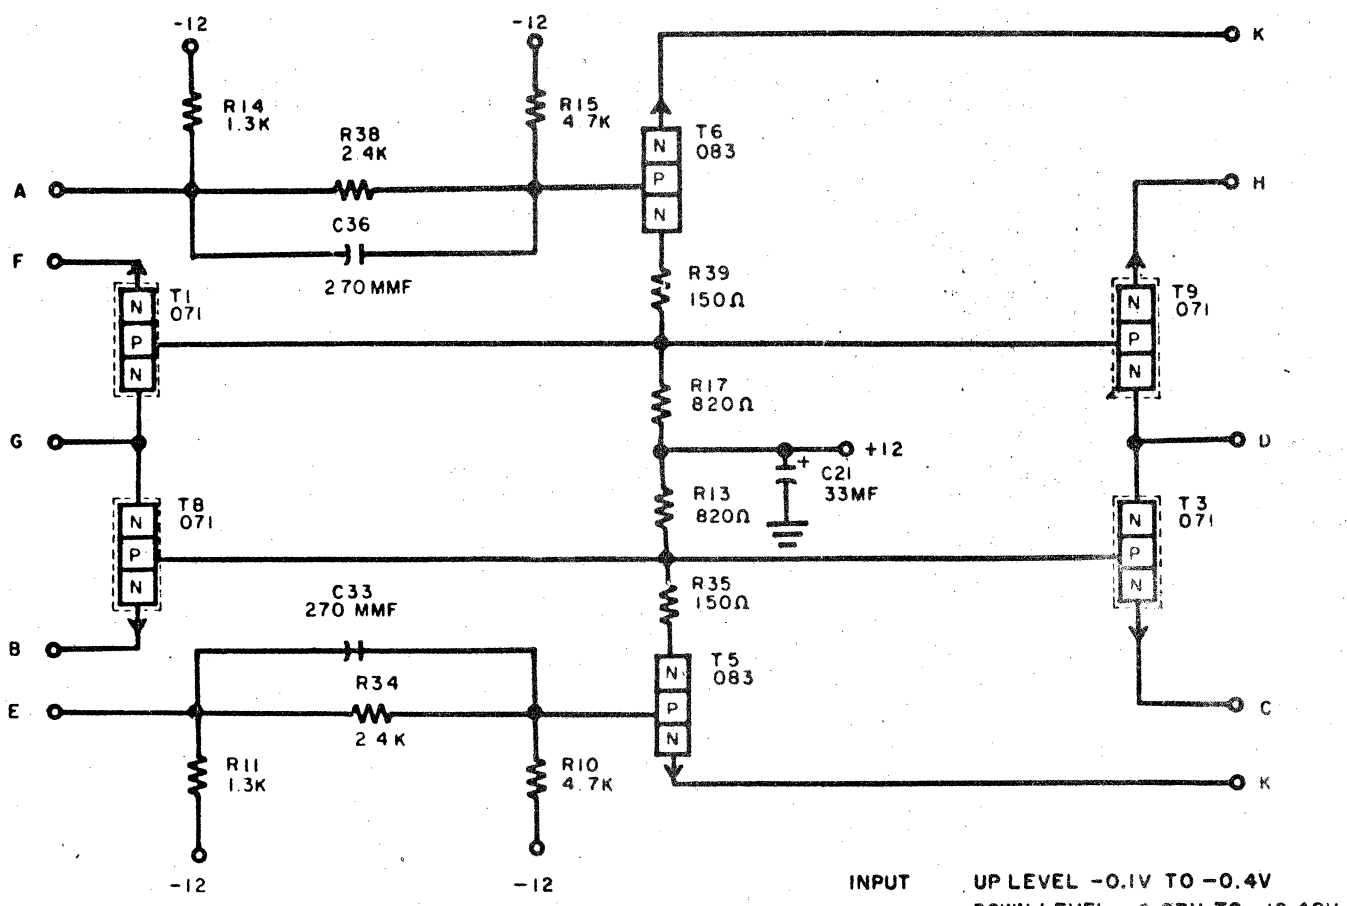 -12
-12
K
R14
1.3K
R15
4.7K
R38
2.4K
T6
083
N
P
N
A
H
C36
270 MMF
F
T1
071
N
P
N
R39
150Ω
T9
071
N
P
N
R17
820Ω
G
D
+12
+
C21
33MF
T8
071
N
P
N
R13
820Ω
T3
071
N
P
N
C33
270 MMF
R35
150Ω
B
T5
083
N
P
N
R34
2 4 K
E
C
R11
1.3K
R10
4.7K
K
-12
-12
INPUT UP LEVEL -0.1V TO -0.4V